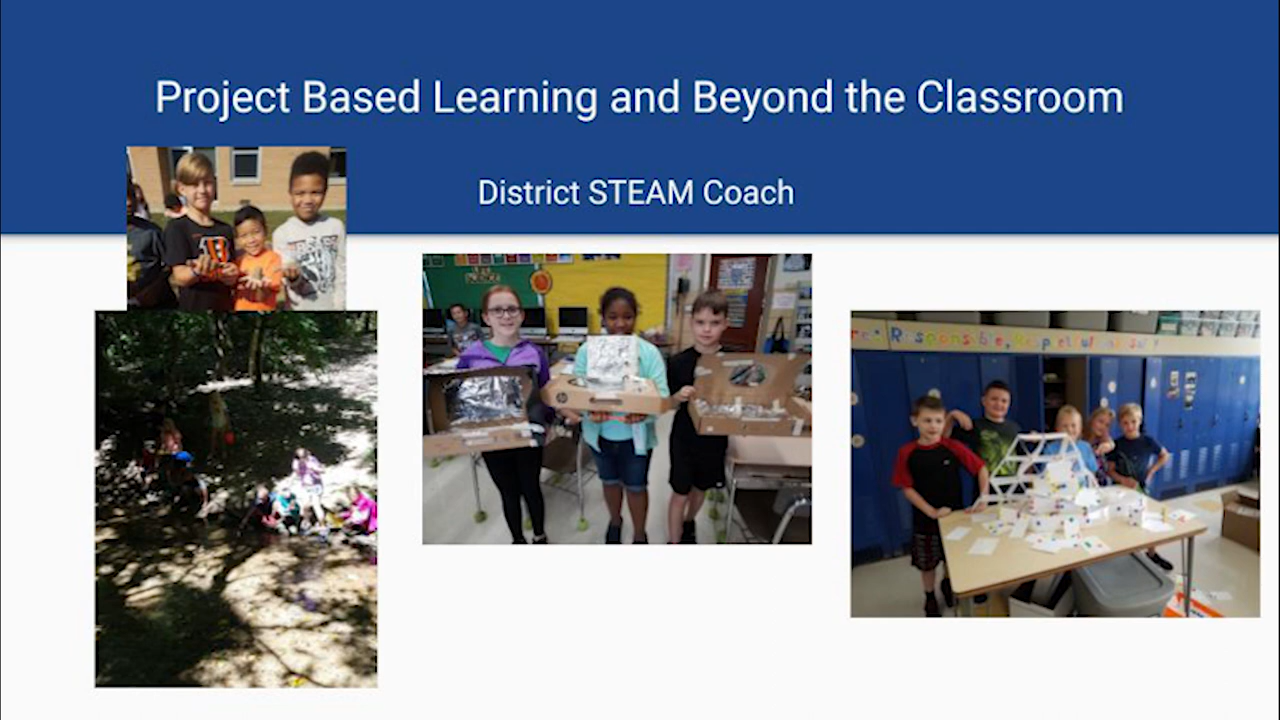 Project Based Learning and Beyond the Classroom
District STEAM Coach
Responsible, Respectful